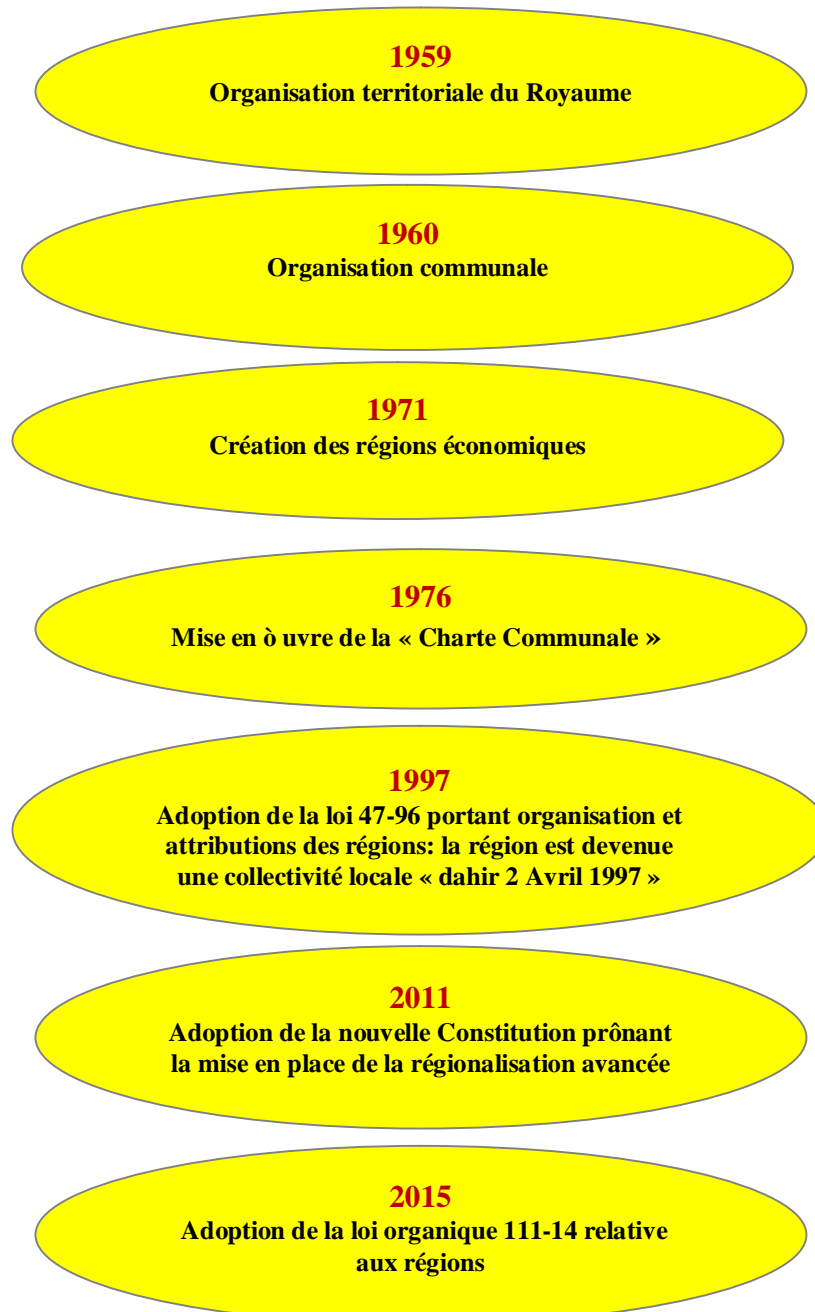 1959
Organisation territoriale du Royaume
1960
Organisation communale
1971
Création des régions économiques
1976
Mise en ò uvre de la « Charte Communale »
1997
Adoption de la loi 47-96 portant organisation et
attributions des régions: la région est devenue
une collectivité locale « dahir 2 Avril 1997 »
2011
Adoption de la nouvelle Constitution prônant
la mise en place de la régionalisation avancée
2015
Adoption de la loi organique 111-14 relative
aux régions